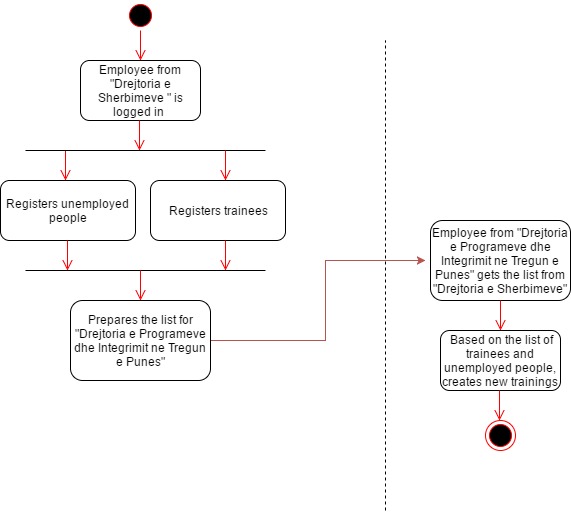 Employee from
"Drejtoria e
Sherbimeve " is
logged in
Registers unemployed
people
Registers trainees
Prepares the list for
"Drejtoria e Programeve
dhe Integrimit ne Tregun
e Punes"
Employee from "Drejtoria
e Programeve dhe
Integrimit ne Tregun e
Punes" gets the list from
"Drejtoria e Sherbimeve"
Based on the list of
trainees and
unemployed people,
creates new trainings